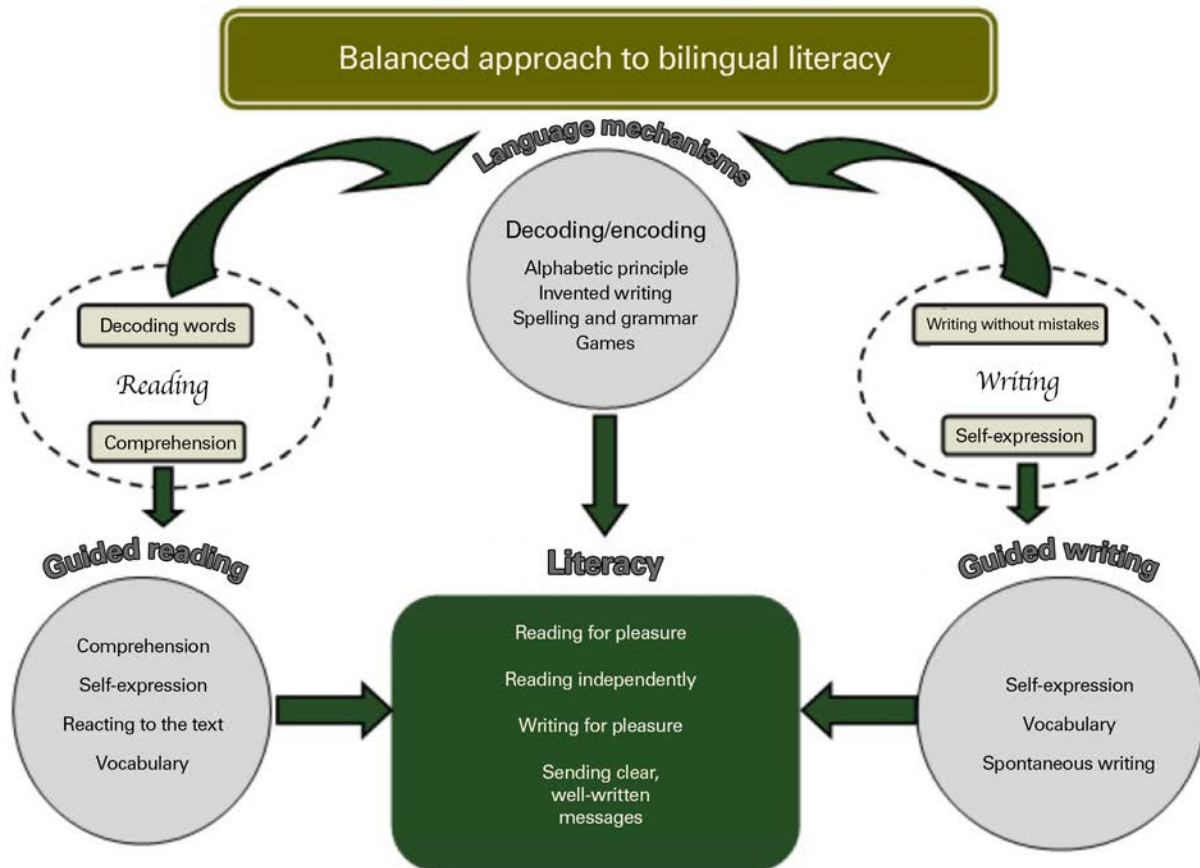 Balanced approach to bilingual literacy
Language mechanisms
Decoding/encoding
Alphabetic principle
Invented writing
Spelling and grammar
Games
Decoding words
Reading
Comprehension
Writing without mistakes
Writing
Self-expression
Guided reading
Comprehension
Self-expression
Reacting to the text
Vocabulary
Literacy
Reading for pleasure
Reading independently
Writing for pleasure
Sending clear,
well-written
messages
Guided writing
Self-expression
Vocabulary
Spontaneous writing